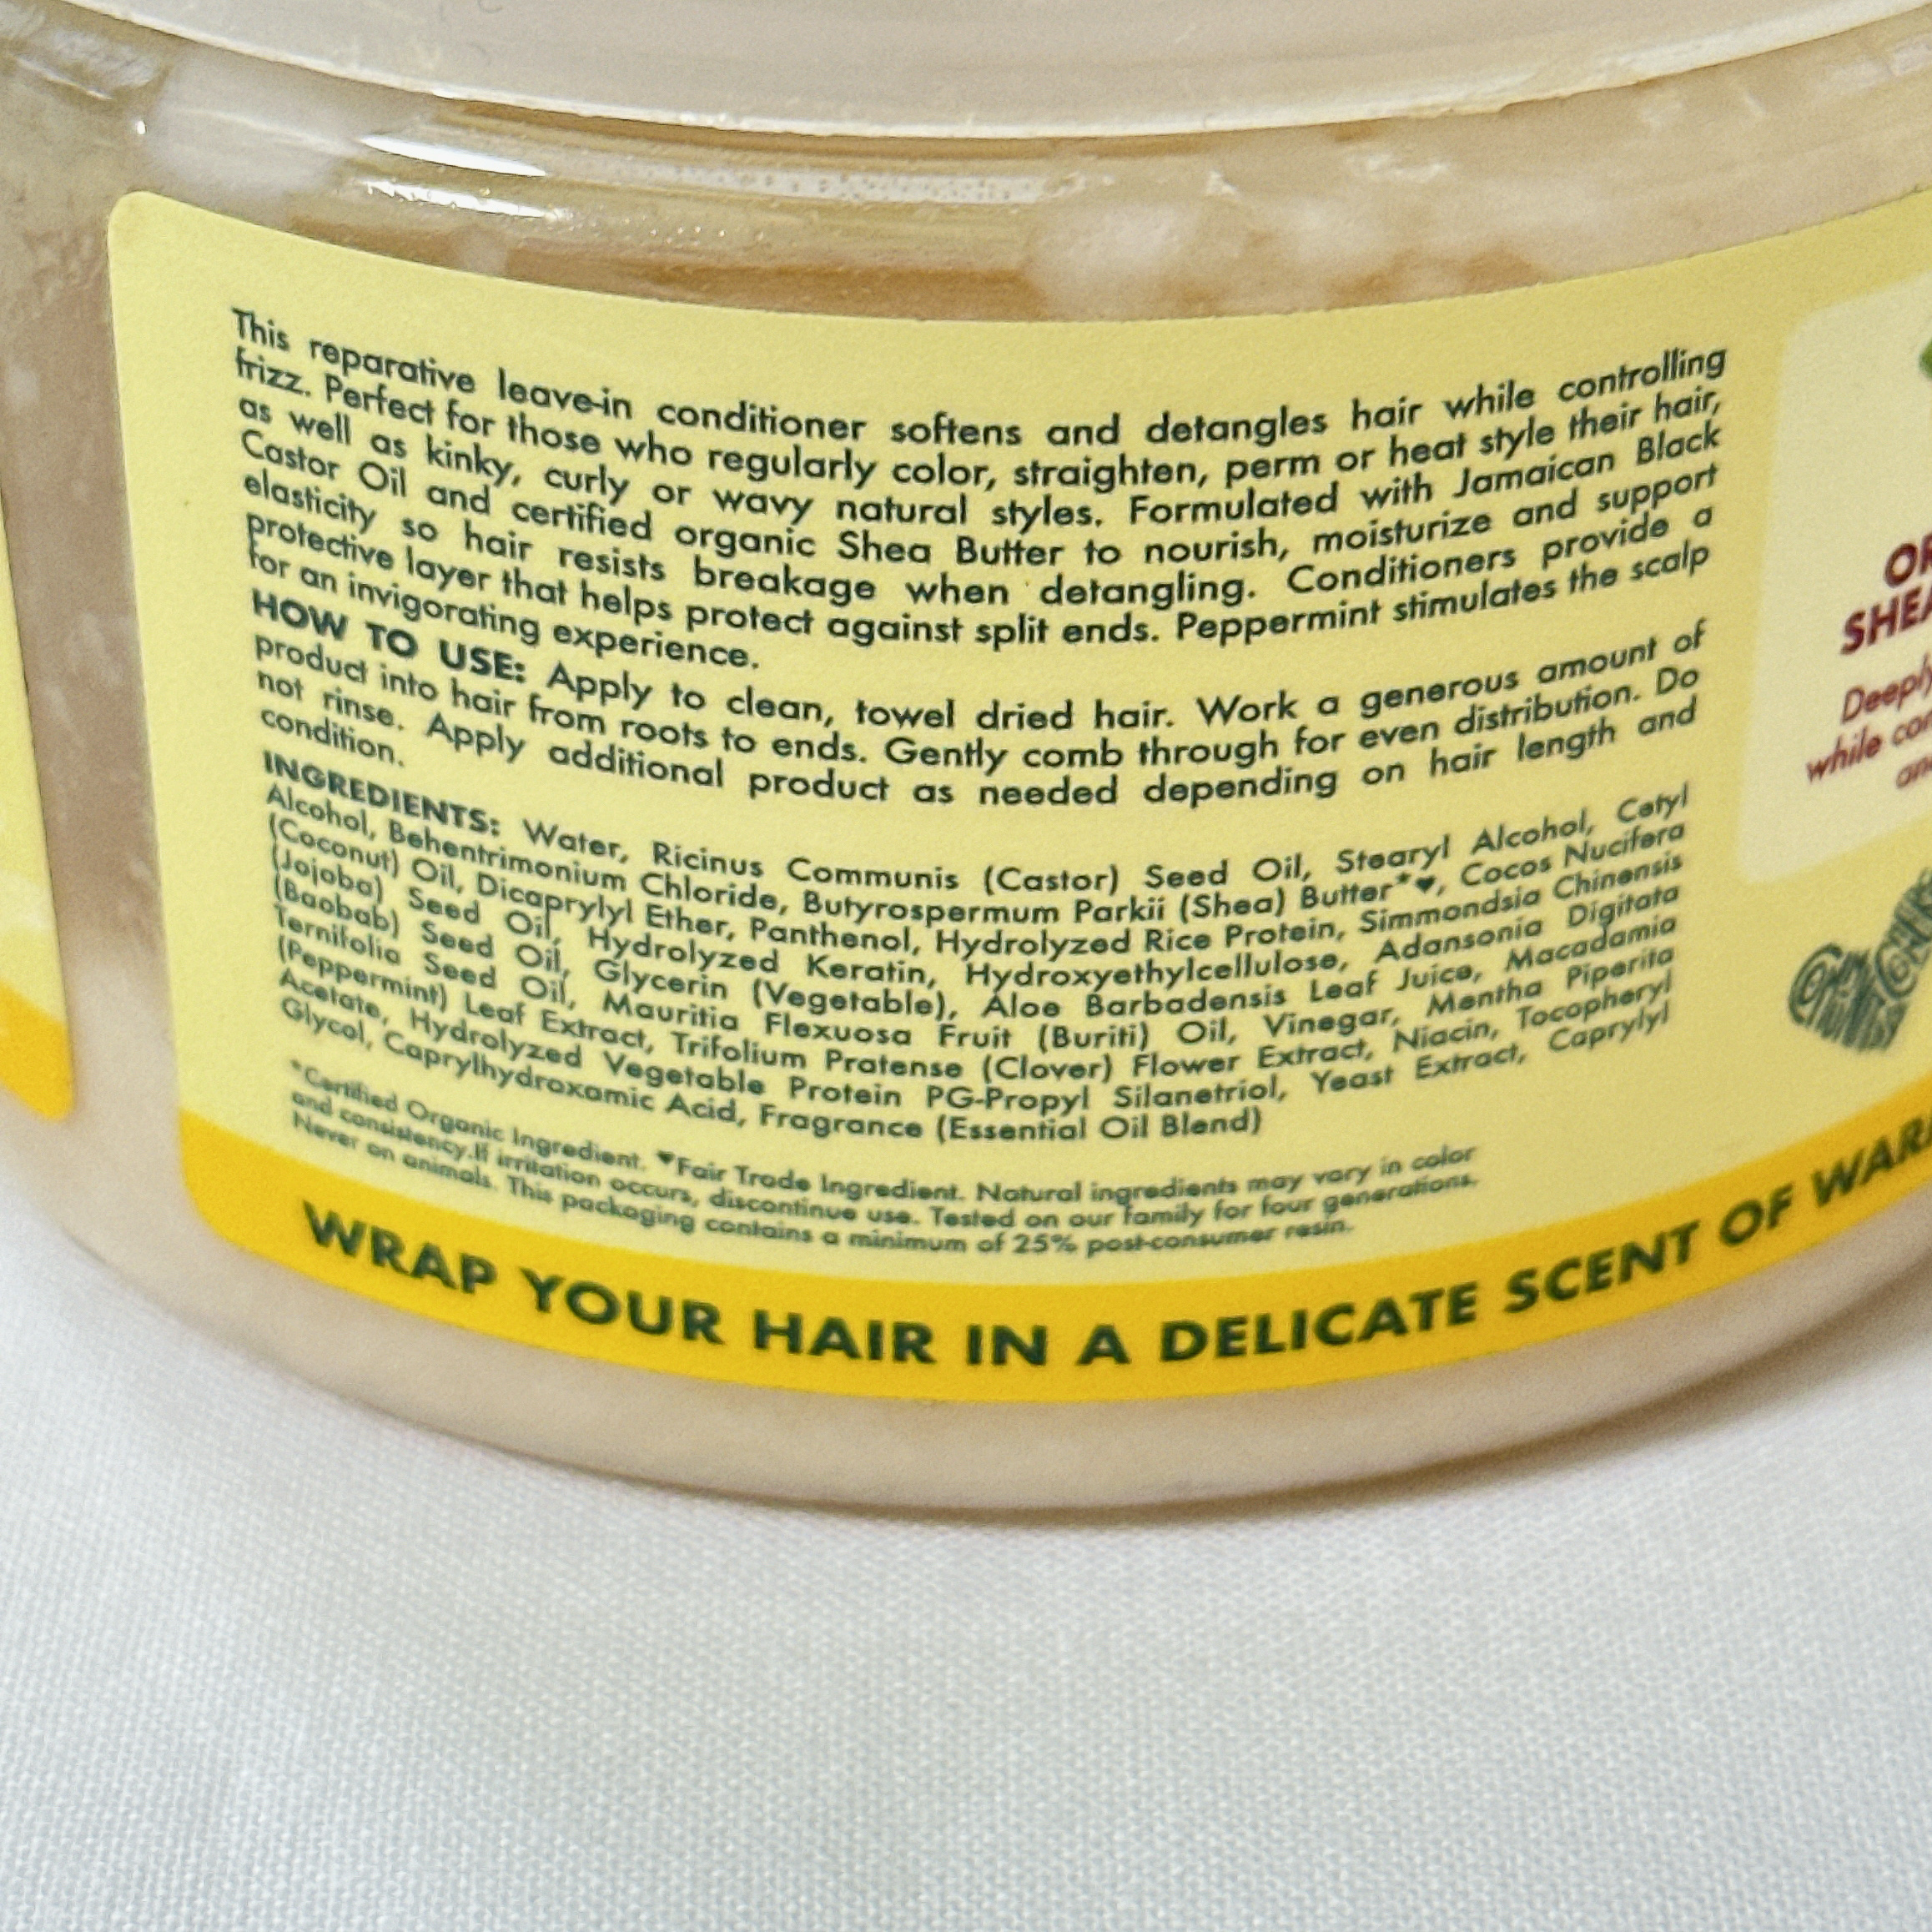 This reparative leave-in conditioner softens and detangles hair while controlling
frizz. Perfect for those who regularly color, straighten, perm or heat style their hair,
as well as kinky, curly or wavy natural styles. Formulated with Jamaican Black
Castor Oil and certified organic Shea Butter to nourish, moisturize and support
elasticity so hair resists breakage when detangling. Conditioners provide a
protective layer that helps protect against split ends. Peppermint stimulates the scalp
for an invigorating experience.
HOW TO USE: Apply to clean, towel dried hair. Work a generous amount of
product into hair from roots to ends. Gently comb through for even distribution. Do
not rinse. Apply additional product as needed depending on hair length and
condition.
INGREDIENTS: Water, Ricinus Communis (Castor) Seed Oil, Stearyl Alcohol, Cetyl
Alcohol, Behentrimonium Chloride, Butyrospermum Parkii (Shea) Butter*♥, Cocos Nucifera
(Coconut) Oil, Dicaprylyl Ether, Panthenol, Hydrolyzed Rice Protein, Simmondsia Chinensis
(Jojoba) Seed Oil, Hydrolyzed Keratin, Hydroxyethylcellulose, Adansonia Digitata
(Baobab) Seed Oil, Glycerin (Vegetable), Aloe Barbadensis Leaf Juice, Macadamia
Ternifolia Seed Oil, Mauritia Flexuosa Fruit (Buriti) Oil, Vinegar, Mentha Piperita
(Peppermint) Leaf Extract, Trifolium Pratense (Clover) Flower Extract, Niacin, Tocopheryl
Acetate, Hydrolyzed Vegetable Protein PG-Propyl Silanetriol, Yeast Extract, Caprylyl
Glycol, Caprylhydroxamic Acid, Fragrance (Essential Oil Blend)
*Certified Organic Ingredient. ♥Fair Trade Ingredient. Natural ingredients may vary in color
and consistency.If irritation occurs, discontinue use. Tested on our family for four generations.
Never on animals. This packaging contains a minimum of 25% post-consumer resin.
WRAP YOUR HAIR IN A DELICATE SCENT OF WAR
OR
SHEA
Deeply
while con
and